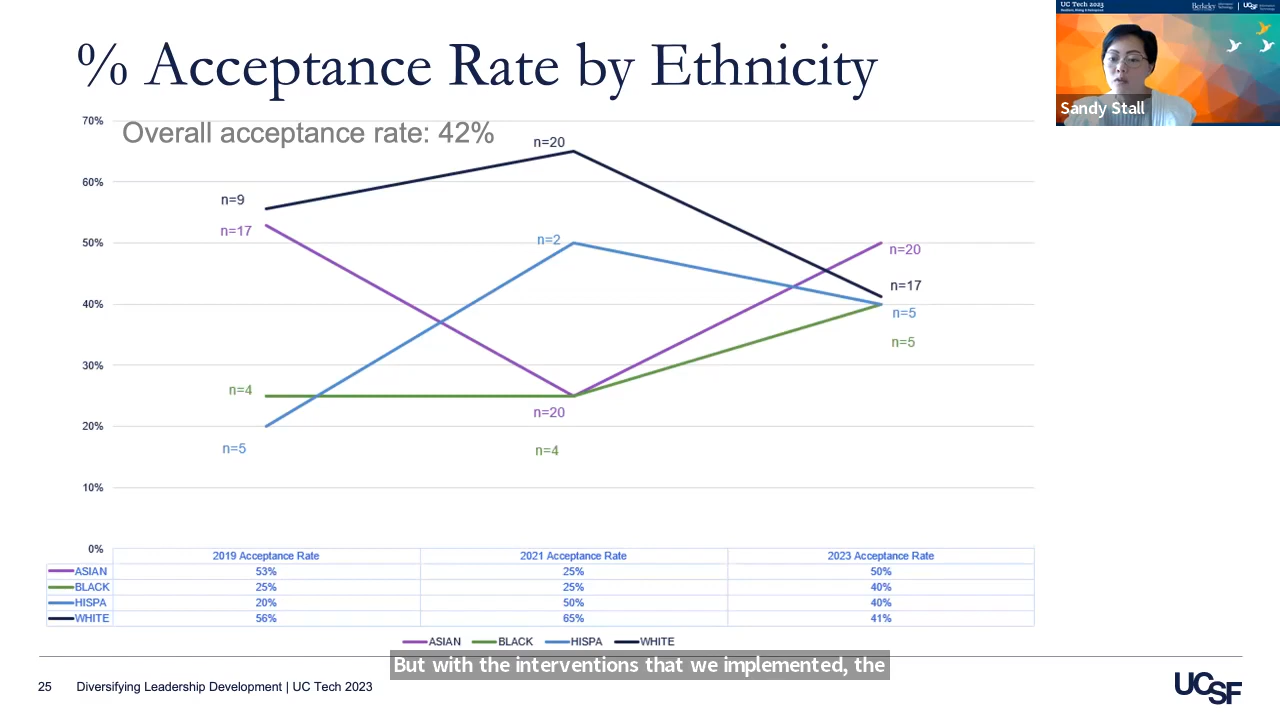 % Acceptance Rate by Ethnicity
UC Tech 2023
Berkeley
UCSF
Sandy Stall
Overall acceptance rate: 42%
70%
60%
50%
40%
30%
20%
10%
0%
n=9
n=17
n=4
n=5
n=20
n=2
n=20
n=4
n=20
n=17
n=5
n=5
2019 Acceptance Rate 2021 Acceptance Rate 2023 Acceptance Rate
ASIAN 53% 25% 50%
BLACK 25% 25% 40%
HISPA 20% 50% 40%
WHITE 56% 65% 41%
ASIAN BLACK HISPA WHITE
But with the interventions that we implemented, the
25 Diversifying Leadership Development | UC Tech 2023
UCSF